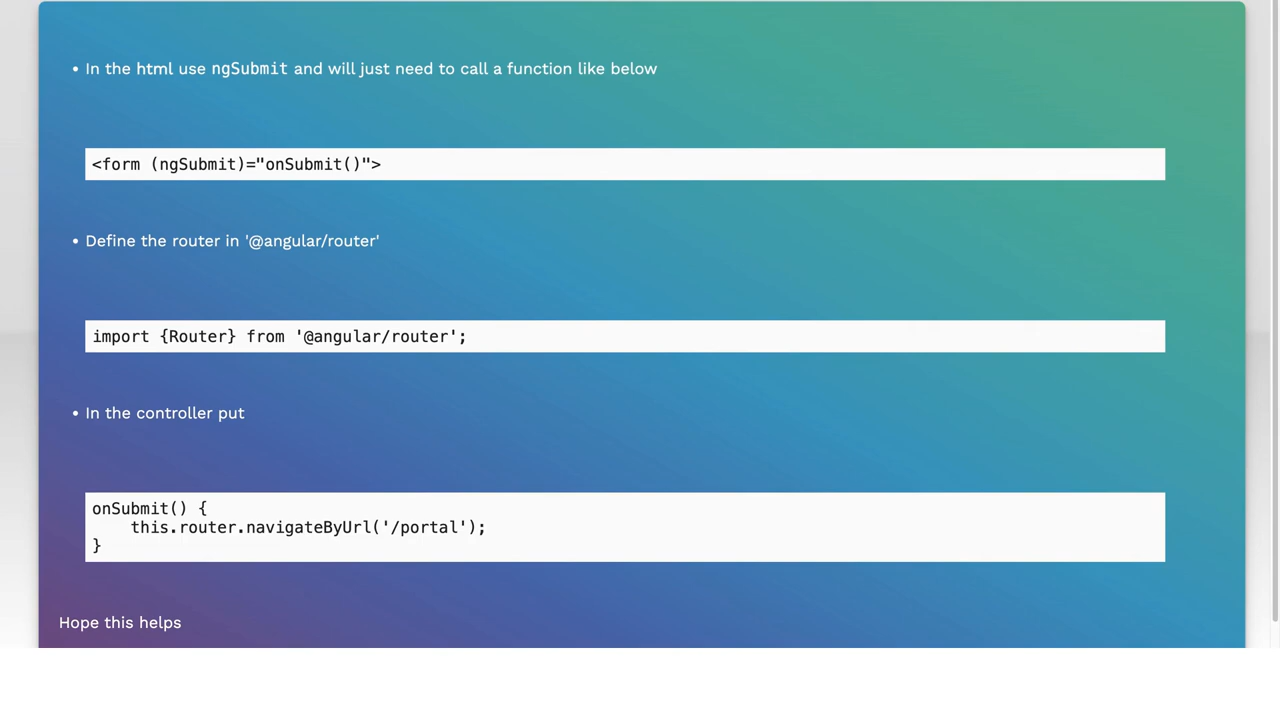 • In the html use ngSubmit and will just need to call a function like below
<form (ngSubmit)="onSubmit()">
• Define the router in '@angular/router'
import {Router} from '@angular/router';
• In the controller put
onSubmit() {
    this.router.navigateByUrl('/portal');
}
Hope this helps